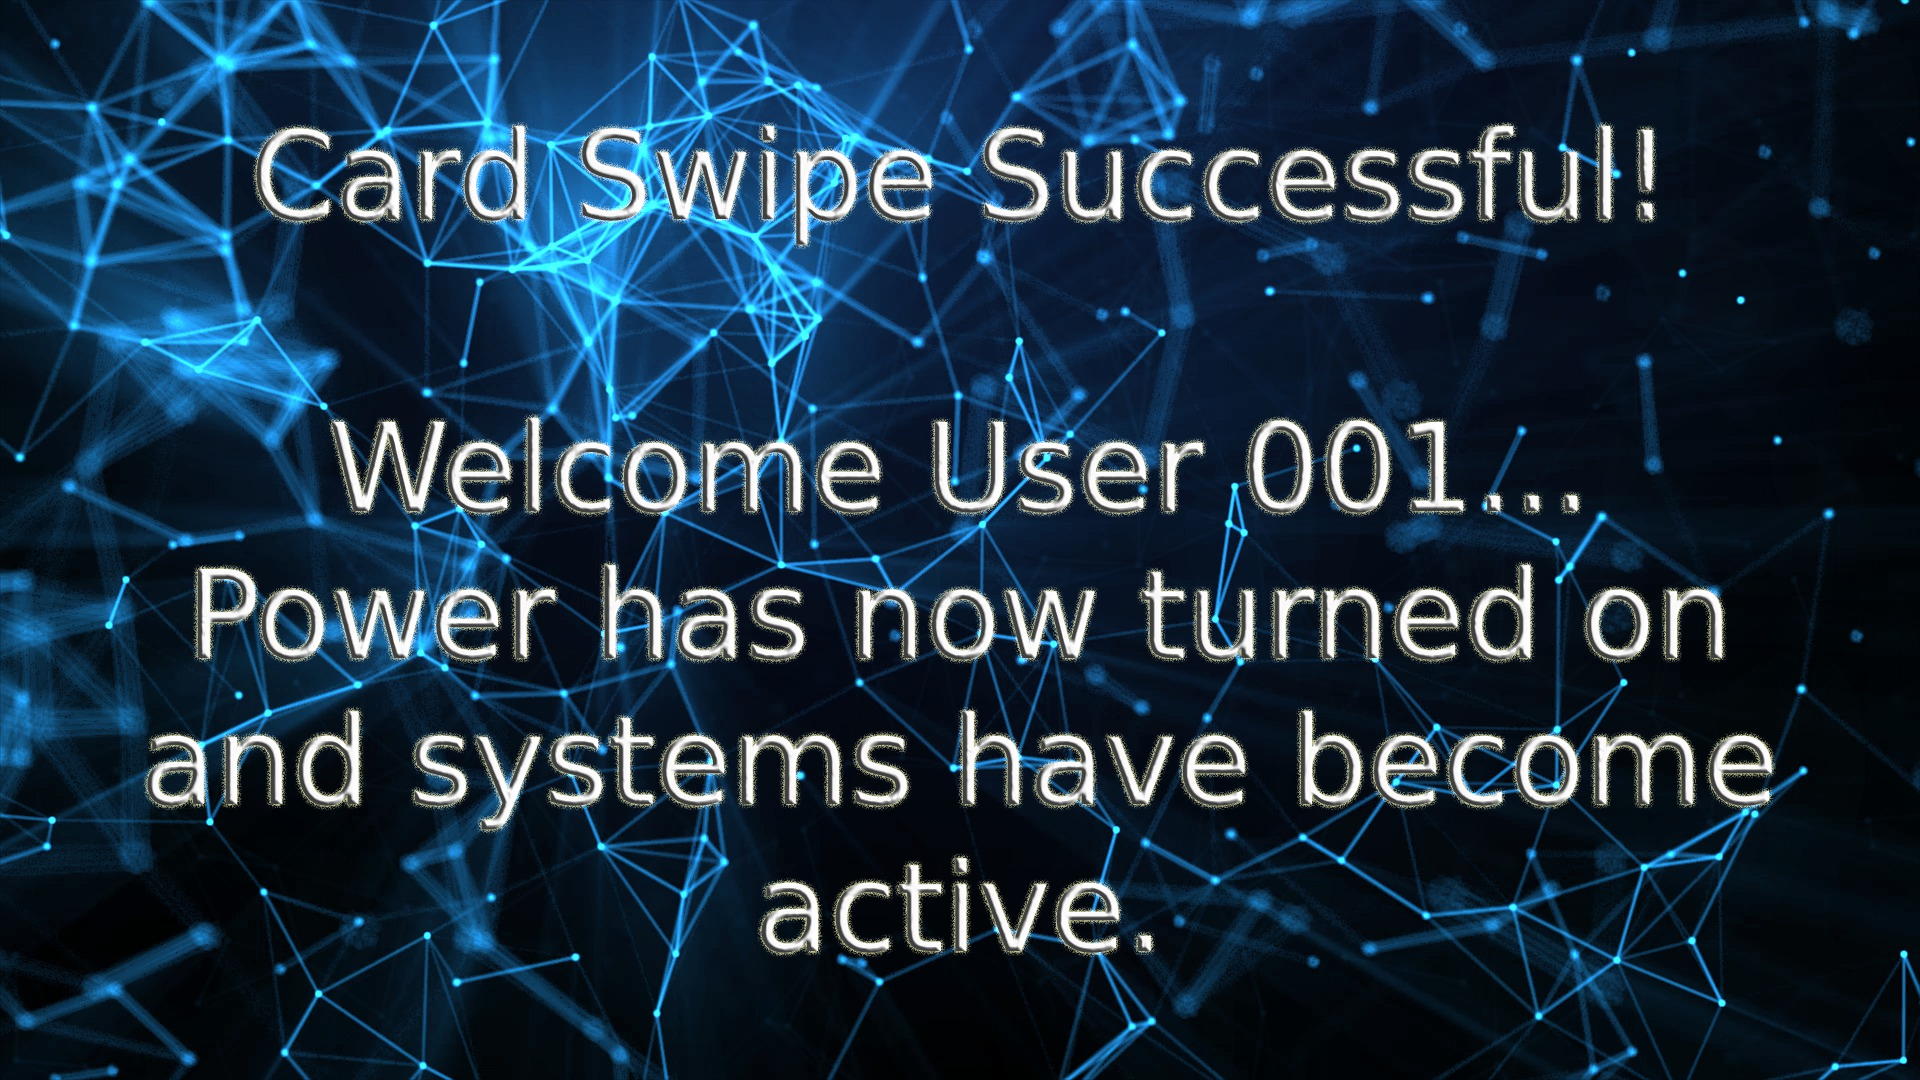 Card Swipe Successful!
Welcome User 001...
Power has now turned on
and systems have become
active.